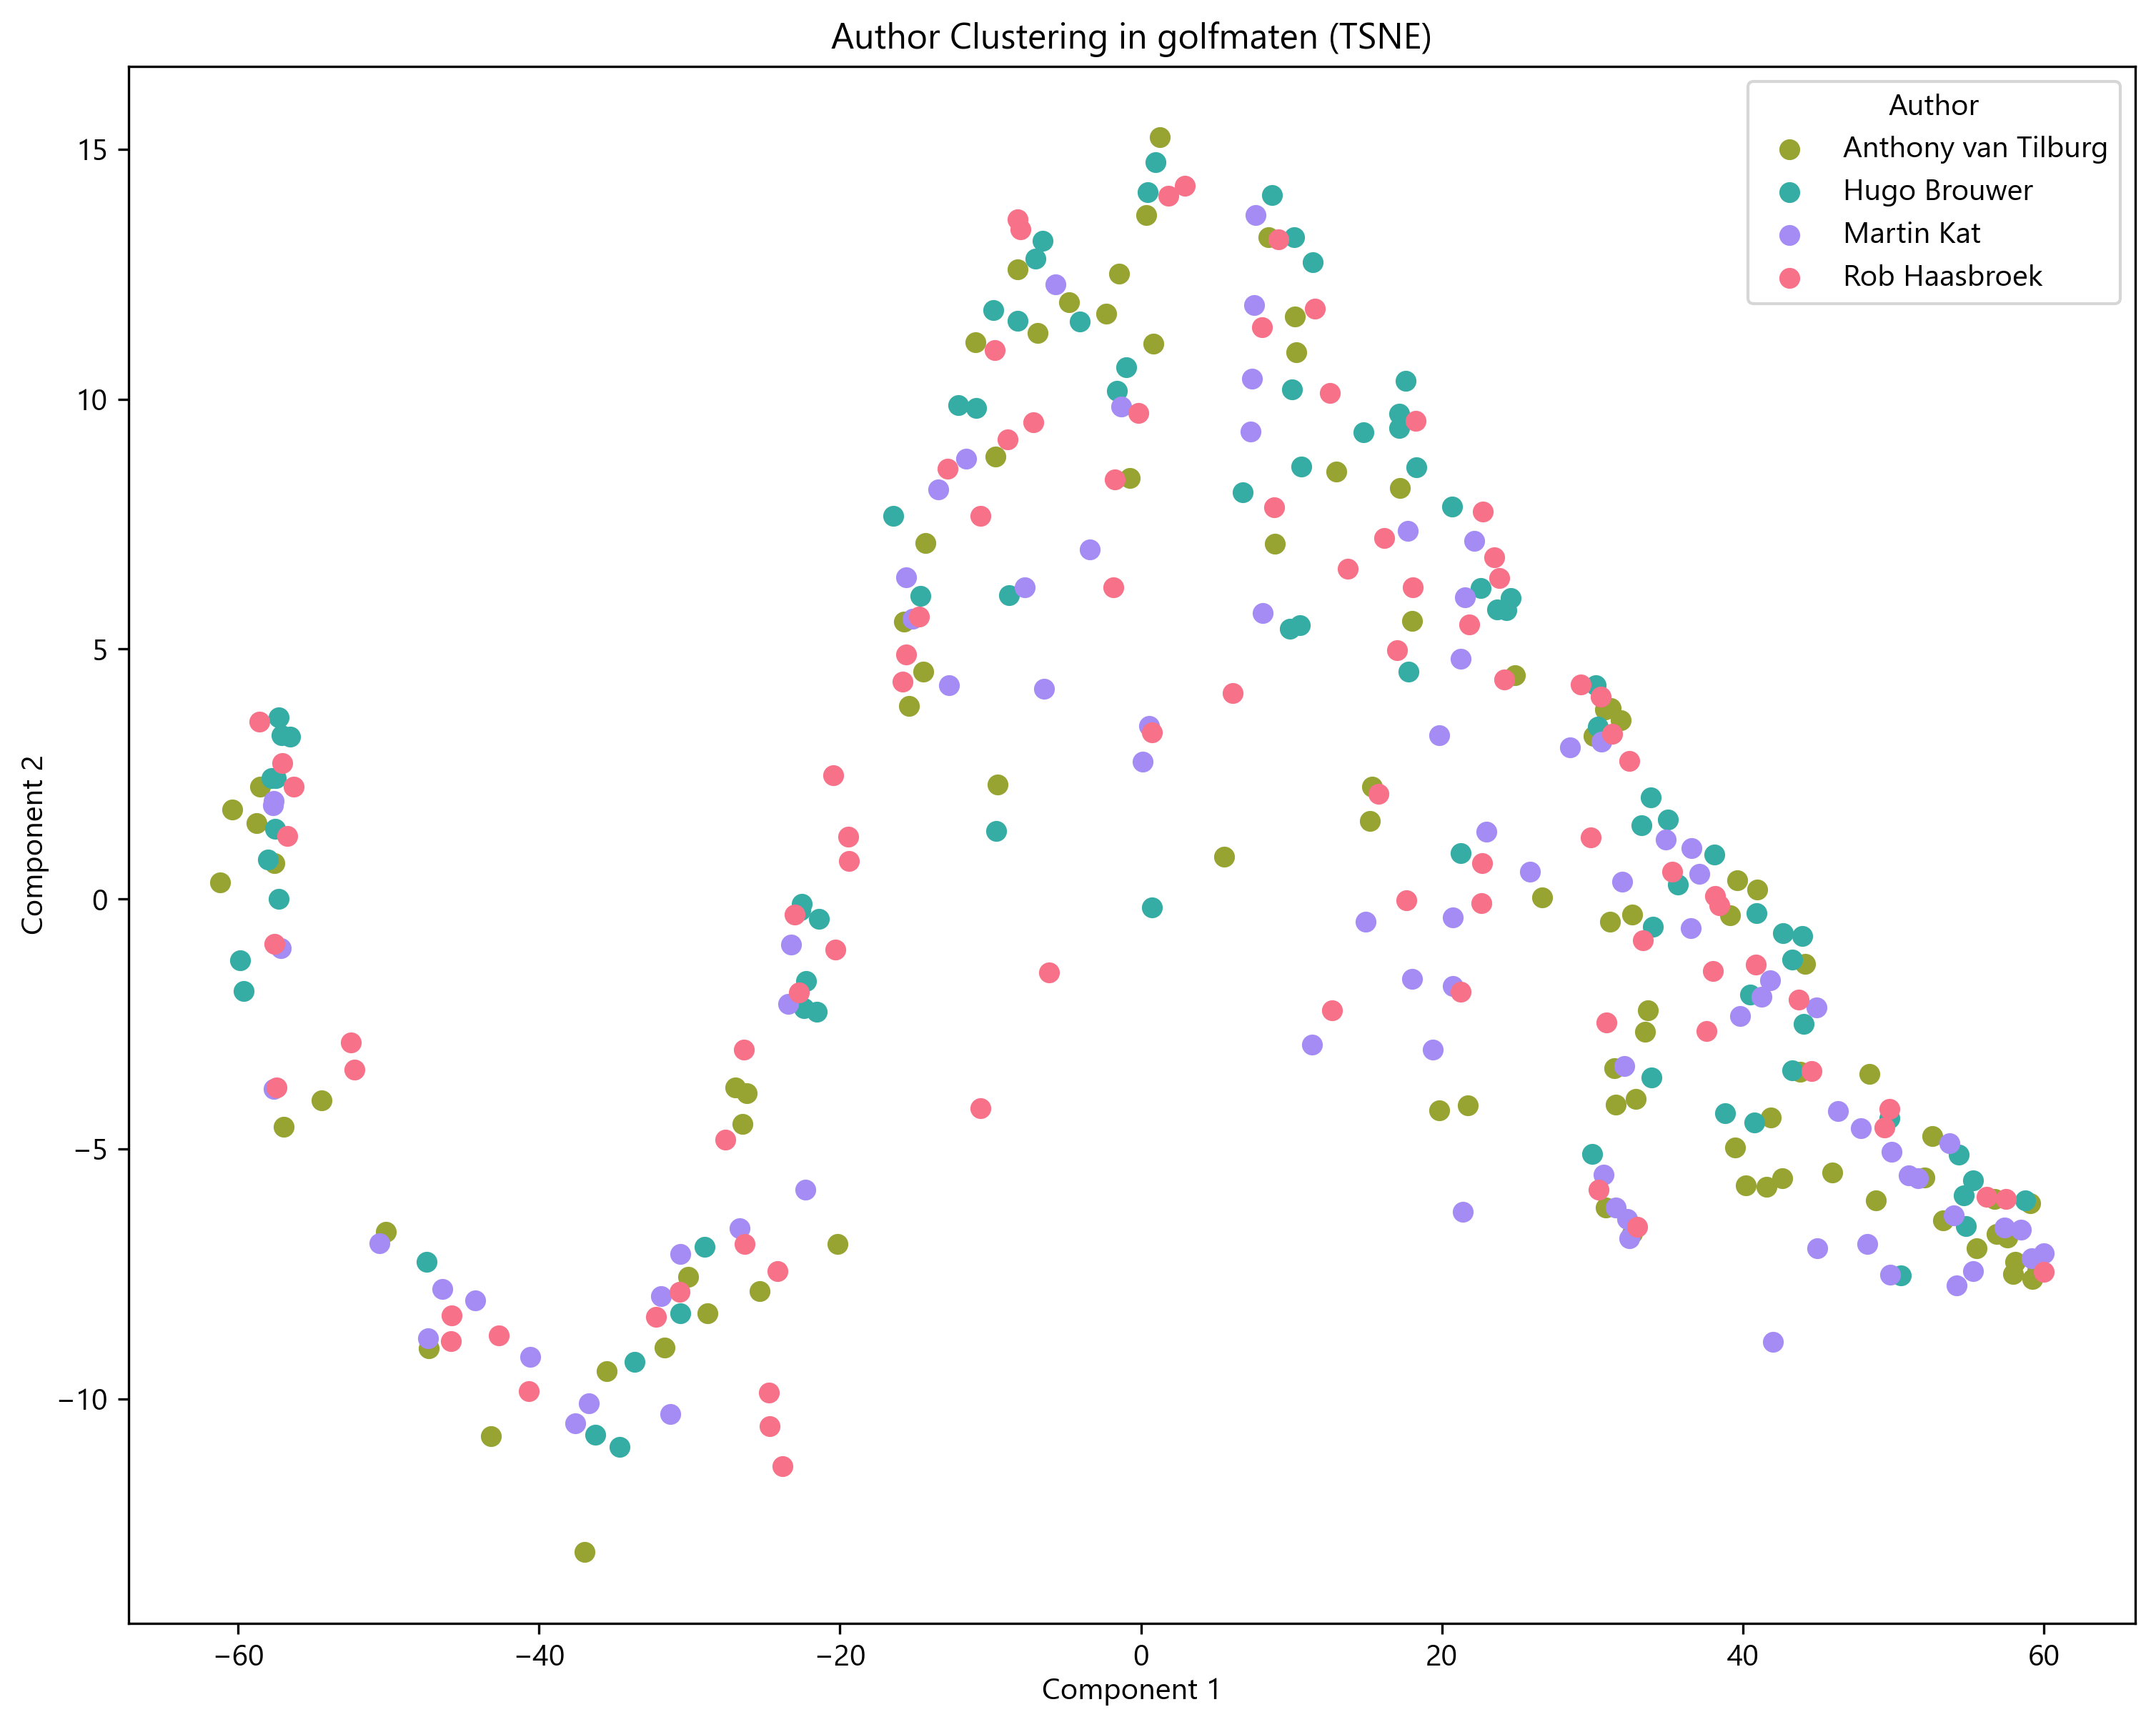 Author Clustering in golfmaten (TSNE)
Author
Anthony van Tilburg
Hugo Brouwer
Martin Kat
Rob Haasbroek
15
10
5
0
−5
−10
Component 2
−60
−40
−20
0
20
40
60
Component 1